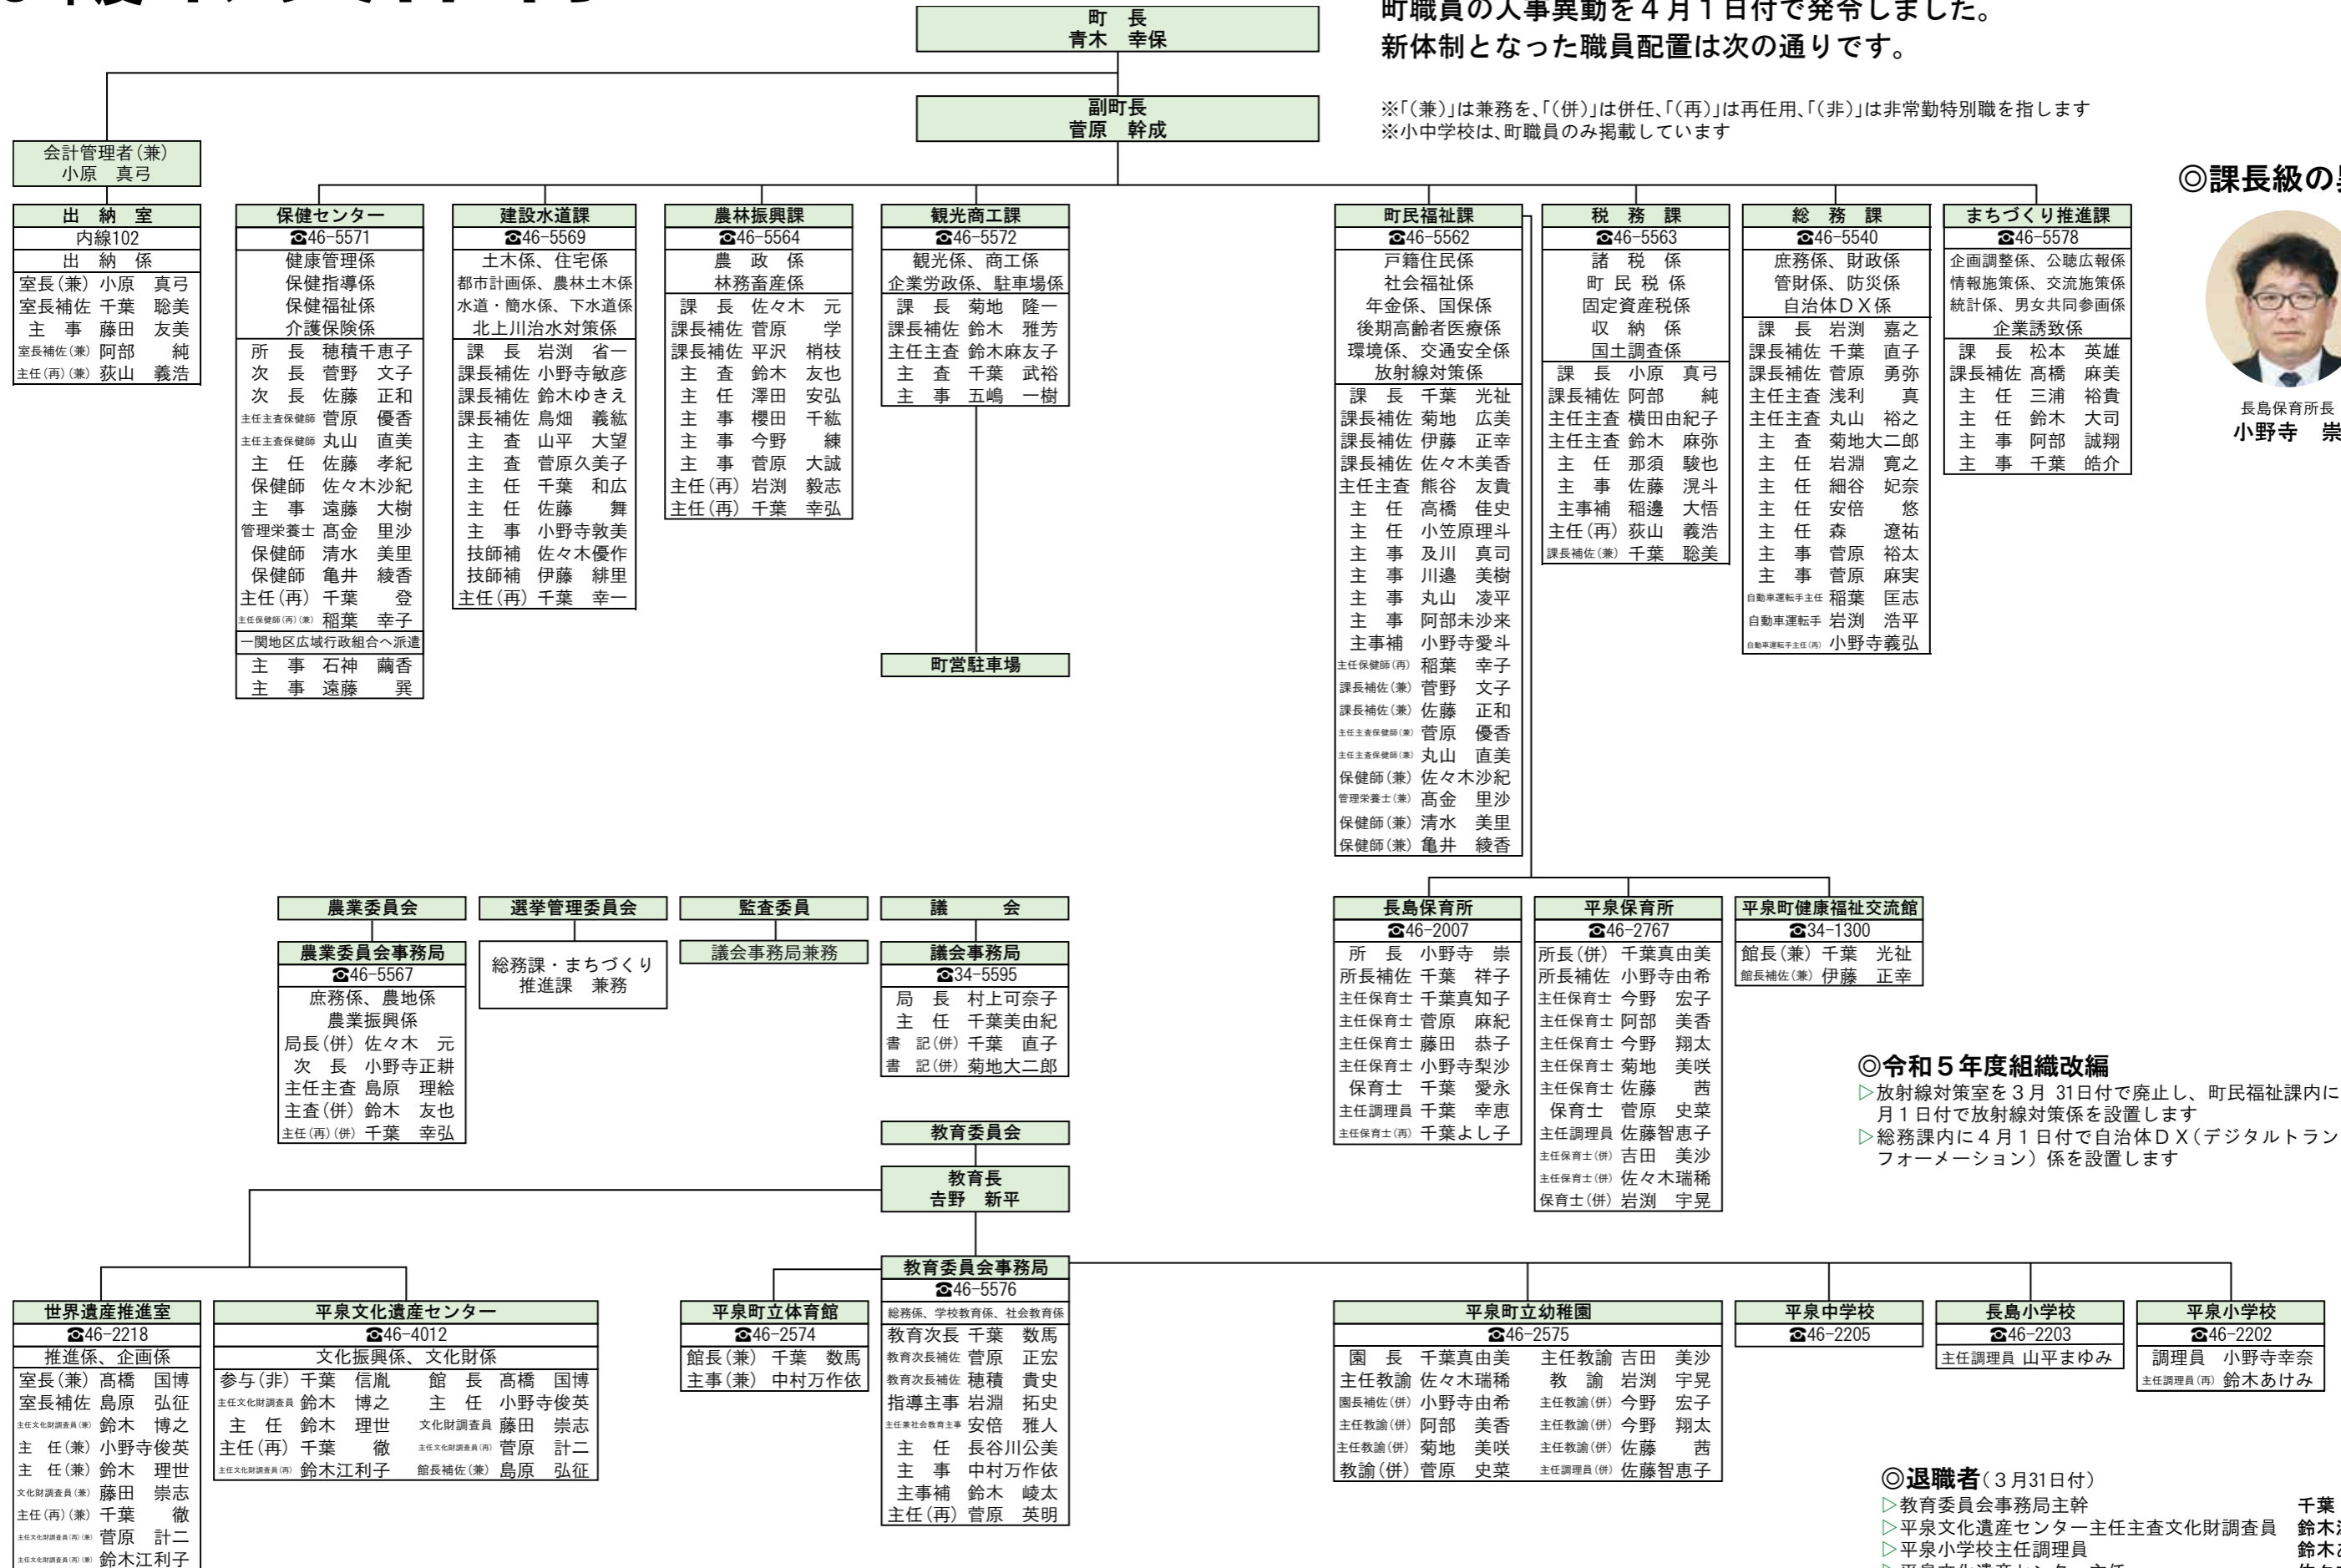 町職員の人事異動を４月１日付で発令しました。
新体制となった職員配置は次の通りです。
※｢(兼)｣は兼務を､｢(併)｣は併任､｢(再)｣は再任用､｢(非)｣は非常勤特別職を指します
※小中学校は､町職員のみ掲載しています
町　長
青木　幸保
副町長
菅原　幹成
会計管理者(兼)
小原　真弓
出　納　室
内線102
出　納　係
室長(兼) 小原　真弓
室長補佐 千葉　聡美
主　事 藤田　友美
室長補佐(兼) 阿部　純
主任(再)(兼) 荻山　義浩
保健センター
☎46-5571
健康管理係
保健指導係
保健福祉係
介護保険係
所　長 穂積千恵子
次　長 菅野　文子
次　長 佐藤　正和
主任主査保健師 菅原　優香
主任主査保健師 丸山　直美
主　任 佐藤　孝紀
保健師 佐々木沙紀
主　事 遠藤　大樹
管理栄養士 髙金　里沙
保健師 清水　美里
保健師 亀井　綾香
主任(再) 千葉　登
主任保健師(再)(兼) 稲葉　幸子
一関地区広域行政組合へ派遣
主　事 石神　繭香
主　事 遠藤　巽
建設水道課
☎46-5569
土木係、住宅係
都市計画係、農林土木係
水道・簡水係、下水道係
北上川治水対策係
課　長 岩渕　省一
課長補佐 小野寺敏彦
課長補佐 鈴木ゆきえ
課長補佐 鳥畑　義紘
主　査 山平　大望
主　査 菅原久美子
主　任 千葉　和広
主　任 佐藤　舞
主　事 小野寺敦美
技師補 佐々木優作
技師補 伊藤　緋里
主任(再) 千葉　幸一
農林振興課
☎46-5564
農　政　係
林務畜産係
課　長 佐々木　元
課長補佐 菅原　学
課長補佐 平沢　梢枝
主　査 鈴木　友也
主　任 澤田　安弘
主　事 櫻田　千紘
主　事 今野　練
主　事 菅原　大誠
主任(再) 岩渕　毅志
主任(再) 千葉　幸弘
観光商工課
☎46-5572
観光係、商工係
企業労政係、駐車場係
課　長 菊地　隆一
課長補佐 鈴木　雅芳
主任主査 鈴木麻友子
主　査 千葉　武裕
主　事 五嶋　一樹
町営駐車場
町民福祉課
☎46-5562
戸籍住民係
社会福祉係
年金係、国保係
後期高齢者医療係
環境係、交通安全係
放射線対策係
課　長 千葉　光祉
課長補佐 菊地　広美
課長補佐 伊藤　正幸
課長補佐 佐々木美香
主任主査 熊谷　友貴
主　任 高橋　佳史
主　任 小笠原理斗
主　事 及川　真司
主　事 川邉　美樹
主　事 丸山　凌平
主　事 阿部未沙来
主事補 小野寺愛斗
主任保健師(再) 稲葉　幸子
課長補佐(兼) 菅野　文子
課長補佐(兼) 佐藤　正和
主任主査保健師(兼) 菅原　優香
主任主査保健師(兼) 丸山　直美
保健師(兼) 佐々木沙紀
管理栄養士(兼) 髙金　里沙
保健師(兼) 清水　美里
保健師(兼) 亀井　綾香
税　務　課
☎46-5563
諸　税　係
町　民　税　係
固定資産税係
収　納　係
国土調査係
課　長 小原　真弓
課長補佐 阿部　純
主任主査 横田由紀子
主任主査 鈴木　麻弥
主　任 那須　駿也
主　事 佐藤　滉斗
主事補 稲邊　大悟
主任(再) 荻山　義浩
課長補佐(兼) 千葉　聡美
総　務　課
☎46-5540
庶務係、財政係
管財係、防災係
自治体ＤＸ係
課　長 岩渕　嘉之
課長補佐 千葉　直子
課長補佐 菅原　勇弥
主任主査 浅利　真
主任主査 丸山　裕之
主　査 菊地大二郎
主　任 岩淵　寛之
主　任 細谷　妃奈
主　任 安倍　悠
主　任 森　遼祐
主　事 菅原　裕太
主　事 菅原　麻実
自動車運転手主任 稲葉　匡志
自動車運転手 岩渕　浩平
自動車運転手主任(再) 小野寺義弘
まちづくり推進課
☎46-5578
企画調整係、公聴広報係
情報施策係、交流施策係
統計係、男女共同参画係
企業誘致係
課　長 松本　英雄
課長補佐 髙橋　麻美
主　任 三浦　裕貴
主　任 鈴木　大司
主　事 阿部　誠翔
主　事 千葉　皓介
◎課長級の
長島保育所長
小野寺　崇
農業委員会
農業委員会事務局
☎46-5567
庶務係、農地係
農業振興係
局長(併) 佐々木　元
次　長 小野寺正耕
主任主査 島原　理絵
主査(併) 鈴木　友也
主任(再)(併) 千葉　幸弘
選挙管理委員会
総務課・まちづくり
推進課　兼務
監査委員
議会事務局兼務
議　会
議会事務局
☎34-5595
局　長 村上可奈子
主　任 千葉美由紀
書　記(併) 千葉　直子
書　記(併) 菊地大二郎
長島保育所
☎46-2007
所　長 小野寺　崇
所長補佐 千葉　祥子
主任保育士 千葉真知子
主任保育士 菅原　麻紀
主任保育士 藤田　恭子
主任保育士 小野寺梨沙
保育士 千葉　愛永
主任調理員 千葉　幸恵
主任保育士(再) 千葉よし子
平泉保育所
☎46-2767
所長(併) 千葉真由美
所長補佐 小野寺由希
主任保育士 今野　宏子
主任保育士 阿部　美香
主任保育士 今野　翔太
主任保育士 菊地　美咲
主任保育士 佐藤　茜
保育士 菅原　史菜
主任調理員 佐藤智恵子
主任保育士(併) 吉田　美沙
主任保育士(併) 佐々木瑞稀
保育士(併) 岩渕　宇晃
平泉町健康福祉交流館
☎34-1300
館長(兼) 千葉　光祉
館長補佐(兼) 伊藤　正幸
◎令和５年度組織改編
▷放射線対策室を３月 31日付で廃止し、町民福祉課内に
月１日付で放射線対策係を設置します
▷総務課内に４月１日付で自治体ＤＸ(デジタルトラン
フォーメーション）係を設置します
教育委員会
教育長
吉野　新平
教育委員会事務局
☎46-5576
総務係、学校教育係、社会教育係
教育次長 千葉　数馬
教育次長補佐 菅原　正宏
教育次長補佐 穂積　貴史
指導主事 岩淵　拓史
主任兼社会教育主事 安倍　雅人
主　任 長谷川公美
主　事 中村万作依
主事補 鈴木　崚太
主任(再) 菅原　英明
世界遺産推進室
☎46-2218
推進係、企画係
室長(兼) 髙橋　国博
室長補佐 島原　弘征
主任文化財調査員(兼) 鈴木　博之
主　任(兼) 小野寺俊英
主　任(兼) 鈴木　理世
文化財調査員(兼) 藤田　崇志
主任(再)(兼) 千葉　徹
主任文化財調査員(再)(兼) 菅原　計二
主任文化財調査員(再)(兼) 鈴木江利子
平泉文化遺産センター
☎46-4012
文化振興係、文化財係
参与(非) 千葉　信胤　館　長 髙橋　国博
主任文化財調査員 鈴木　博之　主　任 小野寺俊英
主　任 鈴木　理世　文化財調査員 藤田　崇志
主任(再) 千葉　徹　主任文化財調査員(再) 菅原　計二
主任文化財調査員(再) 鈴木江利子　館長補佐(兼) 島原　弘征
平泉町立体育館
☎46-2574
館長(兼) 千葉　数馬
主事(兼) 中村万作依
平泉町立幼稚園
☎46-2575
園　長 千葉真由美　主任教諭 吉田　美沙
主任教諭 佐々木瑞稀　教　諭 岩渕　宇晃
園長補佐(併) 小野寺由希　主任教諭(併) 今野　宏子
主任教諭(併) 阿部　美香　主任教諭(併) 今野　翔太
主任教諭(併) 菊地　美咲　主任教諭(併) 佐藤　茜
教諭(併) 菅原　史菜　主任調理員(併) 佐藤智恵子
平泉中学校
☎46-2205
長島小学校
☎46-2203
主任調理員 山平まゆみ
平泉小学校
☎46-2202
調理員 小野寺幸奈
主任調理員(再) 鈴木あけみ
◎退職者(３月31日付)
▷教育委員会事務局主幹　千葉
▷平泉文化遺産センター主任主査文化財調査員　鈴木
▷平泉小学校主任調理員　鈴木